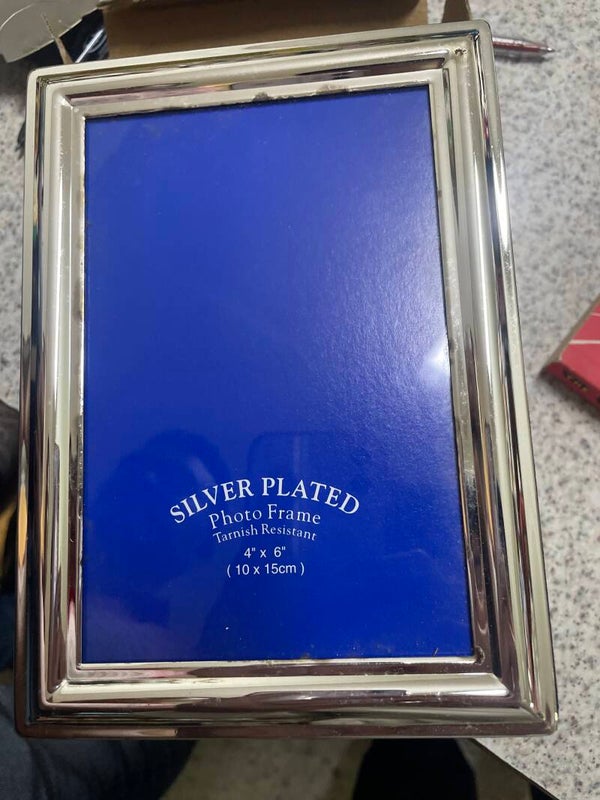 SILVER PLATED
Photo Frame
Tarnish Resistant
4" x 6"
( 10 x 15cm )